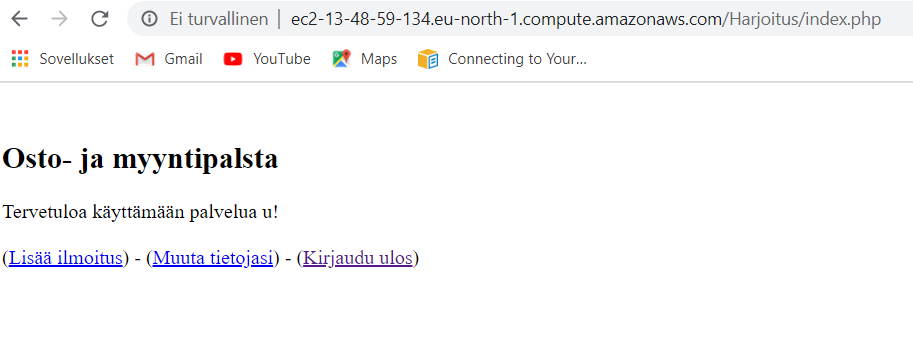 Ei turvallinen | ec2-13-48-59-134.eu-north-1.compute.amazonaws.com/Harjoitus/index.php
Sovellukset Gmail YouTube Maps Connecting to Your...
Osto- ja myyntipalsta
Tervetuloa käyttämään palvelua u!
(Lisää ilmoitus) - (Muuta tietojasi) - (Kirjaudu ulos)